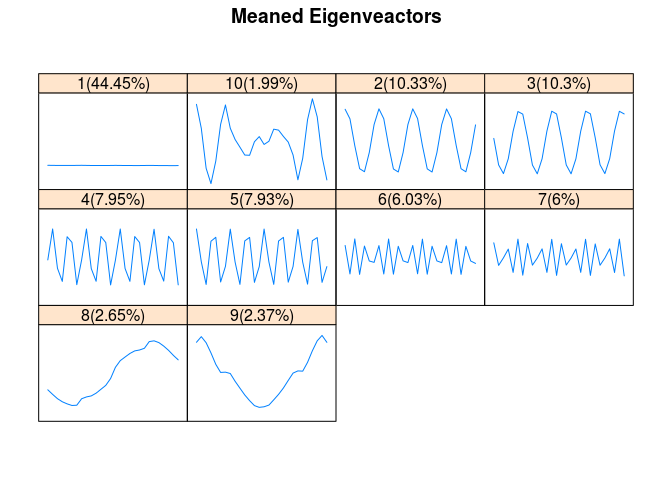 Meaned Eigenveactors
1(44.45%) 10(1.99%) 2(10.33%) 3(10.3%)
4(7.95%) 5(7.93%) 6(6.03%) 7(6%)
8(2.65%) 9(2.37%)